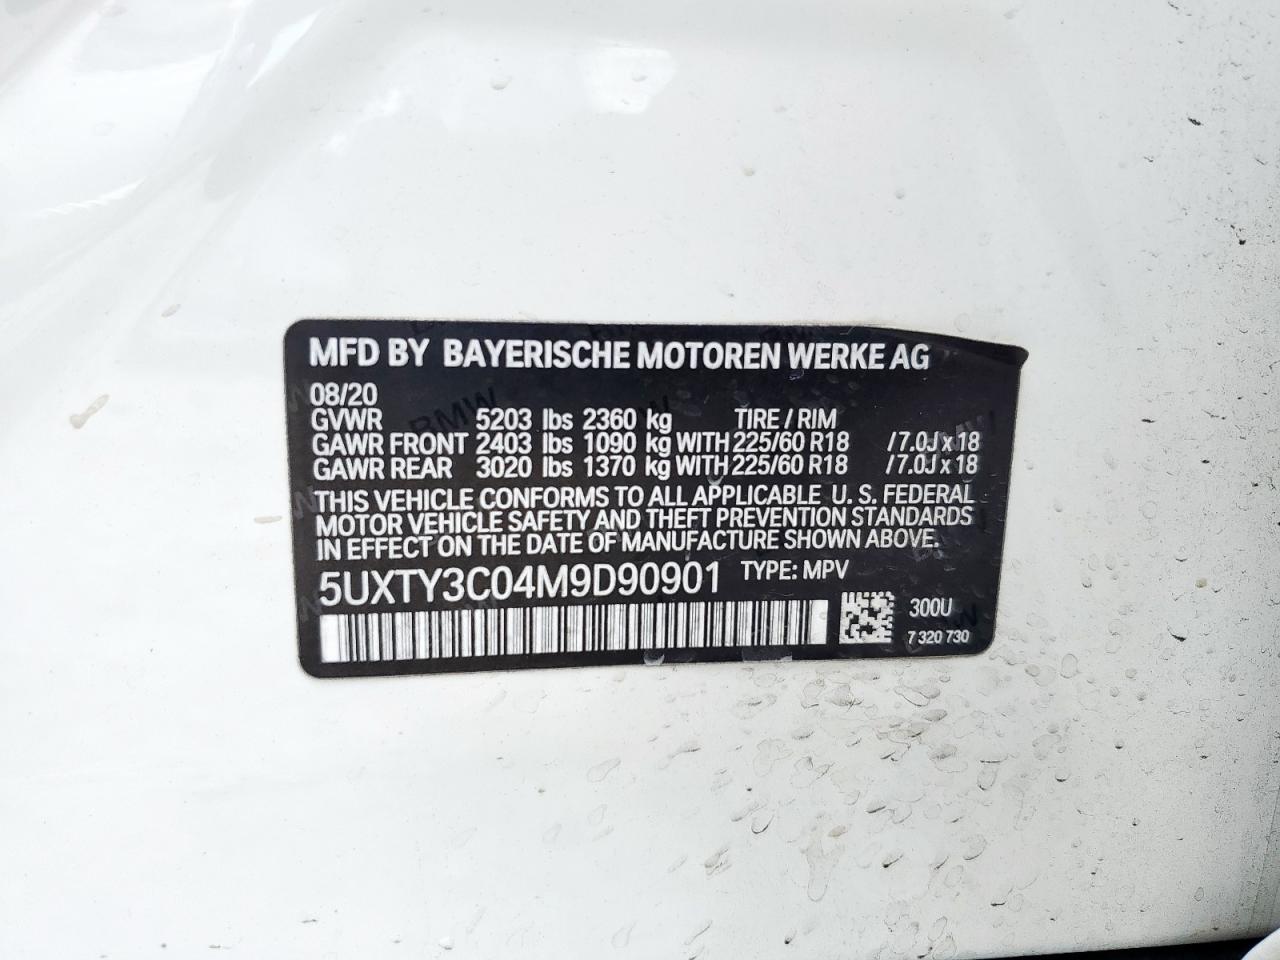 MFD BY BAYERISCHE MOTOREN WERKE AG
08/20
GVWR 5203 lbs 2360 kg TIRE / RIM
GAWR FRONT 2403 lbs 1090 kg WITH 225/60 R18 /7.0J x 18
GAWR REAR 3020 lbs 1370 kg WITH 225/60 R18 /7.0J x 18
THIS VEHICLE CONFORMS TO ALL APPLICABLE U. S. FEDERAL
MOTOR VEHICLE SAFETY AND THEFT PREVENTION STANDARDS
IN EFFECT ON THE DATE OF MANUFACTURE SHOWN ABOVE.
5UXTY3C04M9D90901 TYPE: MPV
300U
7 320 730